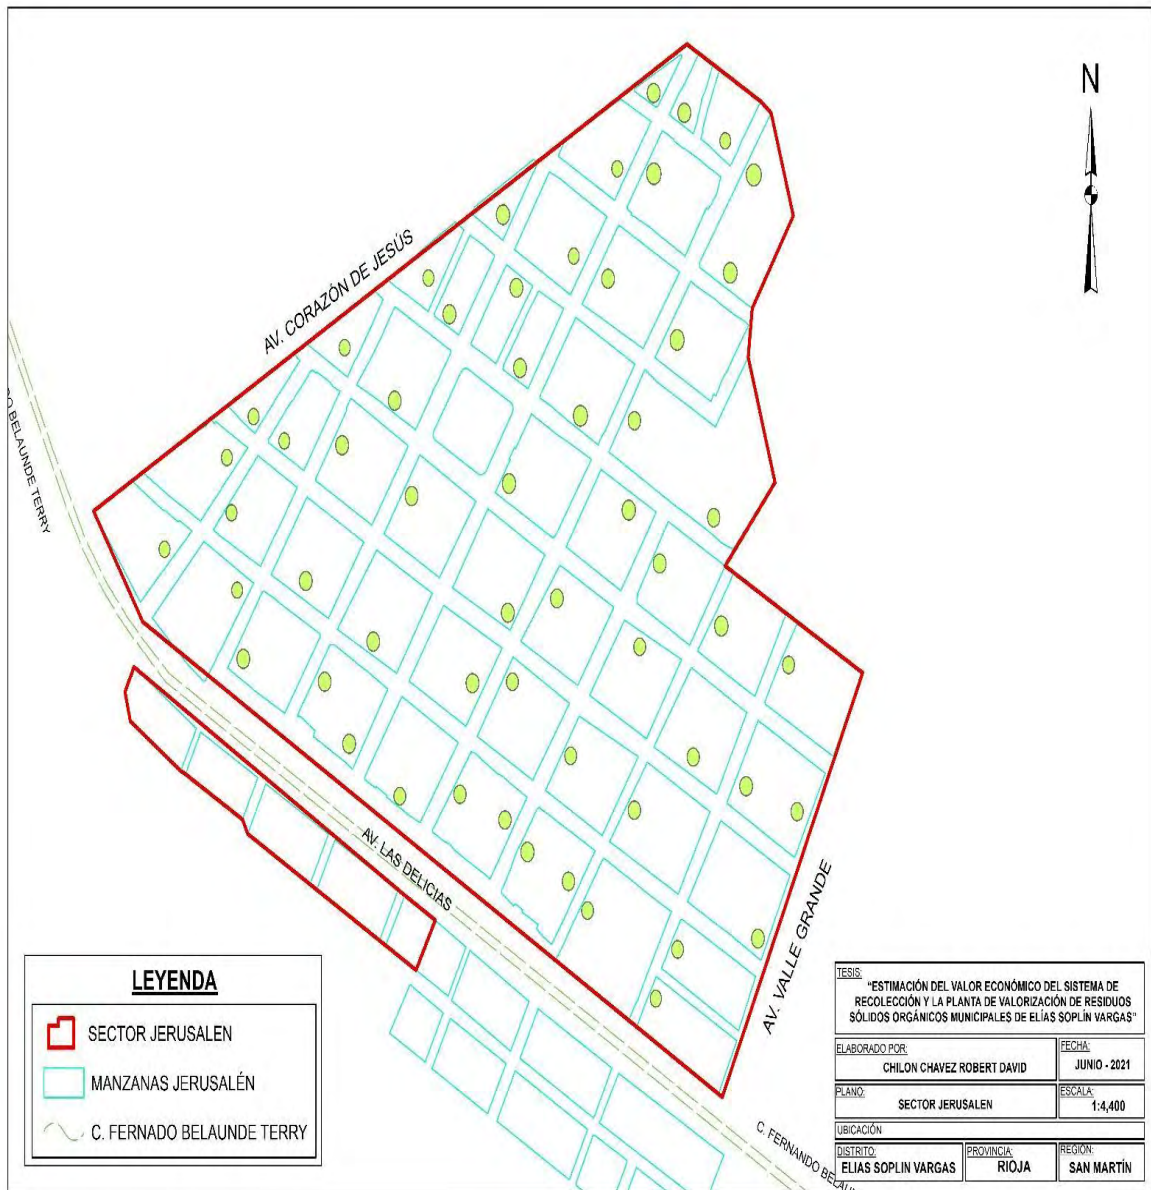 N
AV. CORAZÓN DE JESÚS
BELAUNDE TERRY
AV. LAS DELICIAS
AV. VALLE GRANDE
C. FERNANDO
LEYENDA
SECTOR JERUSALEN
MANZANAS JERUSALÉN
C. FERNADO BELAUNDE TERRY
TESIS:
"ESTIMACIÓN DEL VALOR ECONÓMICO DEL SISTEMA DE
RECOLECCIÓN Y LA PLANTA DE VALORIZACIÓN DE RESIDUOS
SÓLIDOS ORGÁNICOS MUNICIPALES DE ELÍAS SOPLÍN VARGAS"
ELABORADO POR:
CHILON CHAVEZ ROBERT DAVID
FECHA:
JUNIO - 2021
PLANO:
SECTOR JERUSALEN
ESCALA:
1:4,400
UBICACIÓN
DISTRITO:
ELIAS SOPLIN VARGAS
PROVINCIA:
RIOJA
REGIÓN:
SAN MARTÍN